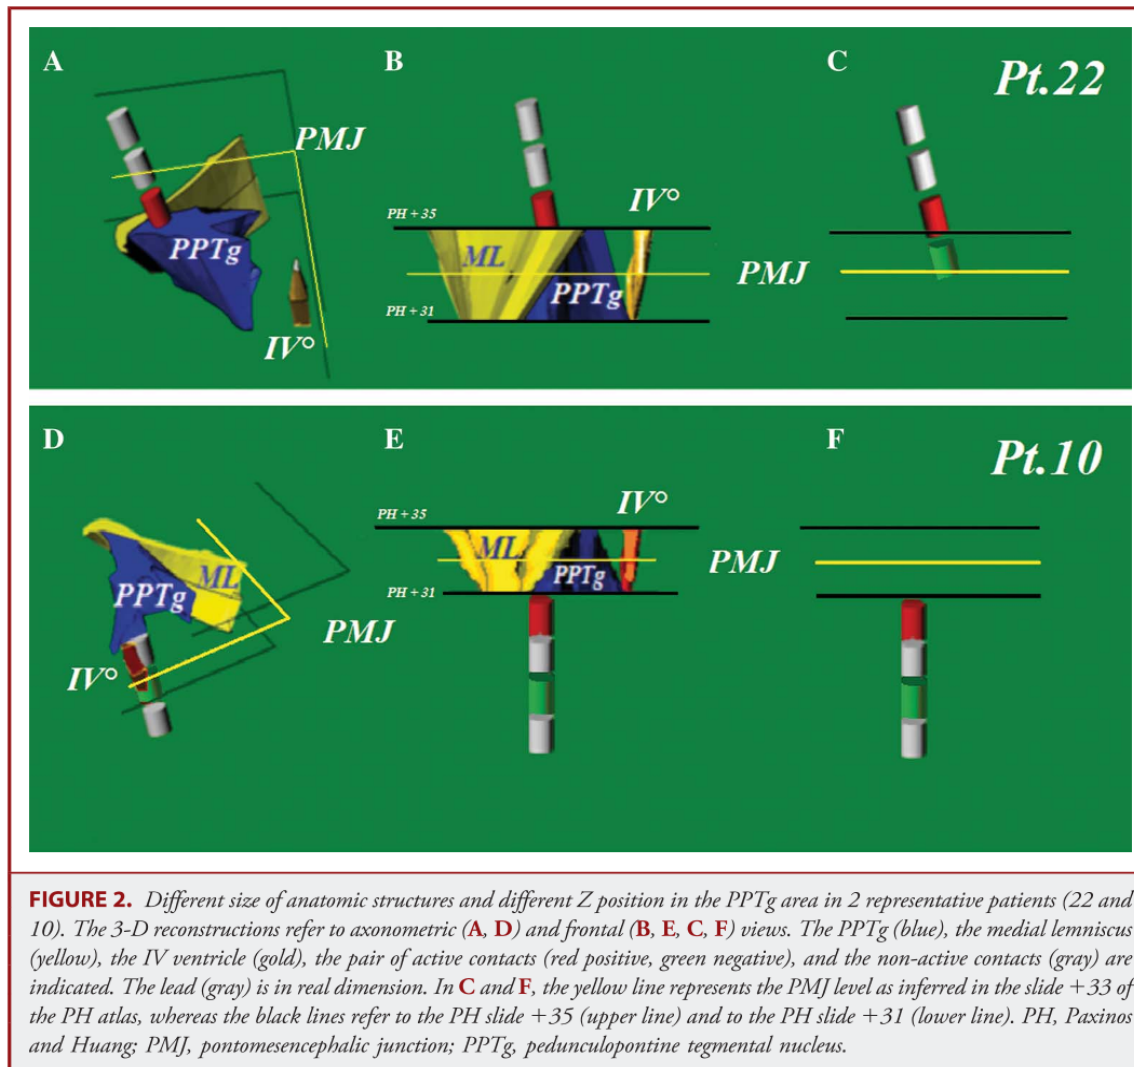 A
B
C
Pt.22
PMJ
PPTg
IV°
PH + 35
IV°
ML
PPTg
PH + 31
PMJ
D
E
F
Pt.10
ML
PPTg
PMJ
IV°
PH + 35
IV°
ML
PPTg
PH + 31
PMJ
FIGURE 2. Different size of anatomic structures and different Z position in the PPTg area in 2 representative patients (22 and
10). The 3-D reconstructions refer to axonometric (A, D) and frontal (B, E, C, F) views. The PPTg (blue), the medial lemniscus
(yellow), the IV ventricle (gold), the pair of active contacts (red positive, green negative), and the non-active contacts (gray) are
indicated. The lead (gray) is in real dimension. In C and F, the yellow line represents the PMJ level as inferred in the slide +33 of
the PH atlas, whereas the black lines refer to the PH slide +35 (upper line) and to the PH slide +31 (lower line). PH, Paxinos
and Huang; PMJ, pontomesencephalic junction; PPTg, pedunculopontine tegmental nucleus.